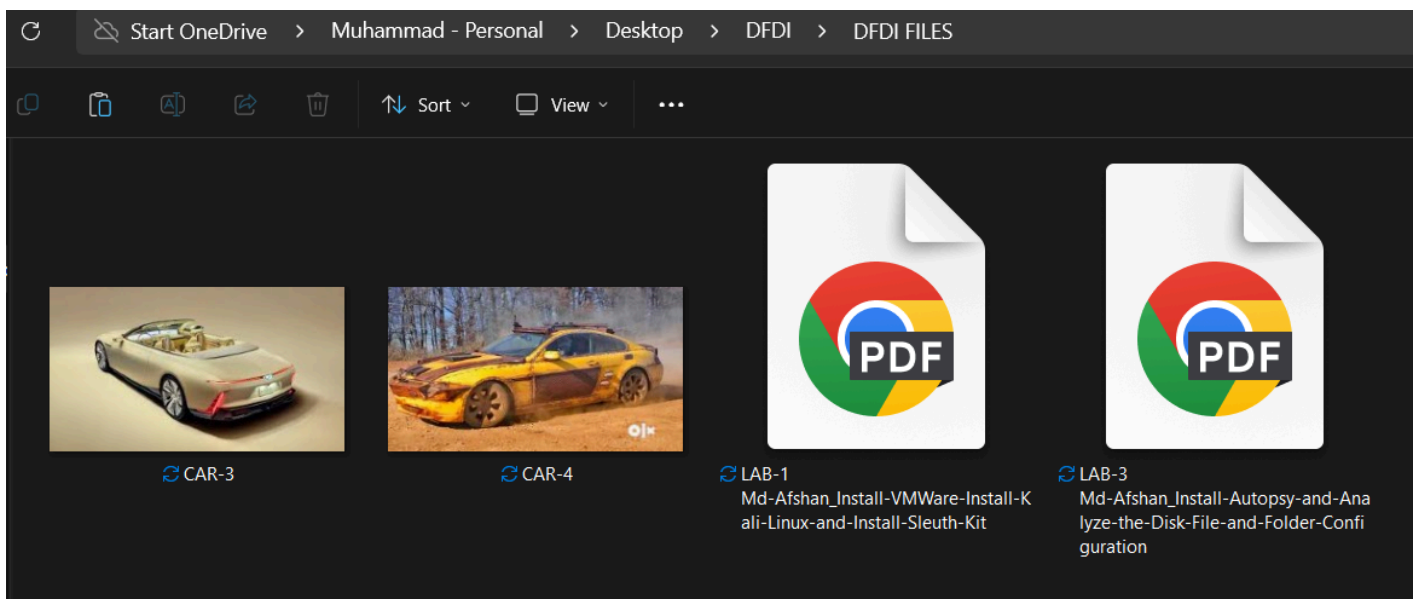 Start OneDrive > Muhammad - Personal > Desktop > DFDI > DFDI FILES
Sort View
PDF PDF
OLX
CAR-3
CAR-4
LAB-1
Md-Afshan_Install-VMWare-Install-K
ali-Linux-and-Install-Sleuth-Kit
LAB-3
Md-Afshan_Install-Autopsy-and-Ana
lyze-the-Disk-File-and-Folder-Confi
guration